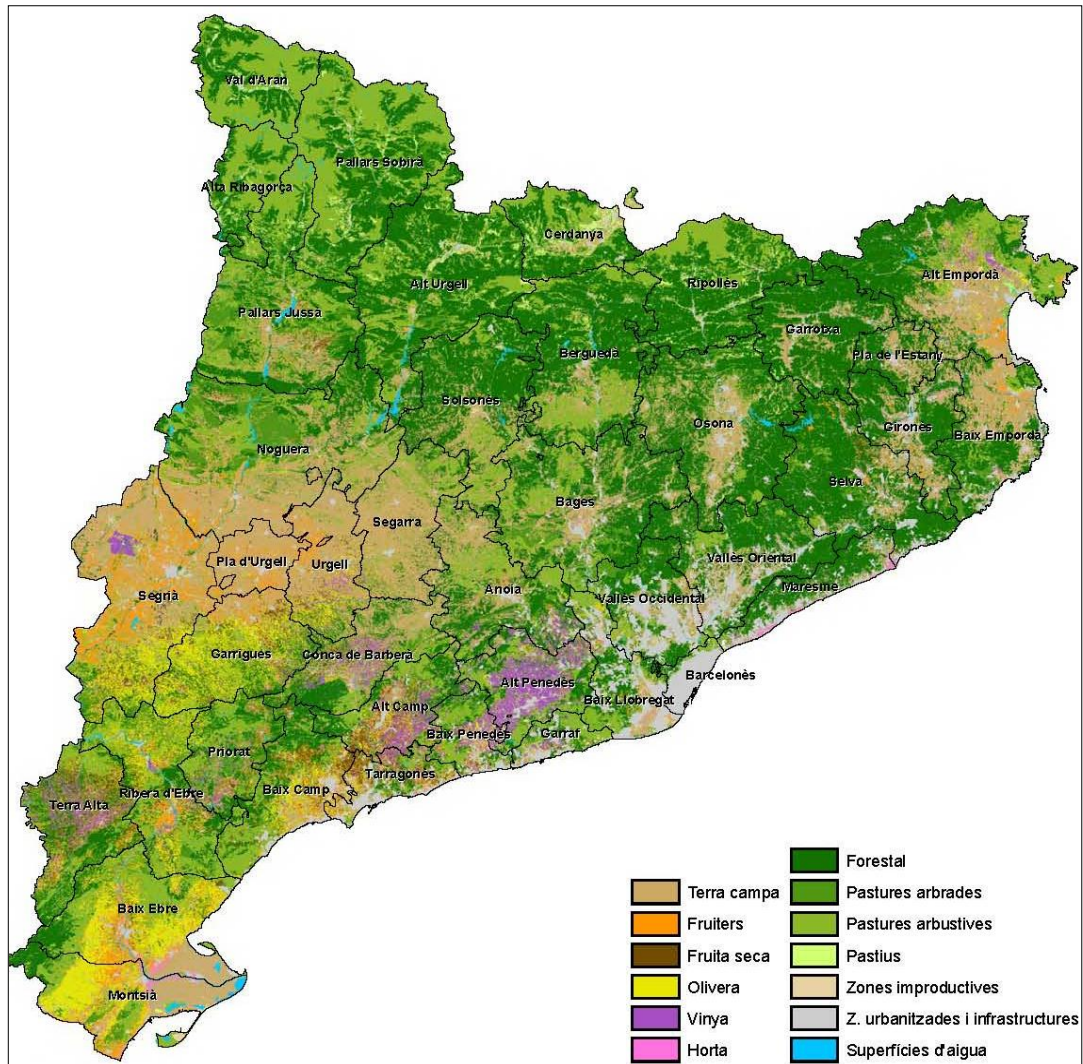 Val d'Aran
Pallars Sobirà
Alta Ribagorça
Cerdanya
Alt Empordà
Alt Urgell
Ripollès
Pallars Jussà
Garrotxa
Berguedà
Pla de l'Estany
Solsonès
Osona
Gironès
Baix Empordà
Noguera
Selva
Bages
Segarra
Pla d'Urgell
Urgell
Vallès Oriental
Maresme
Segrià
Anoia
Vallès Occidental
Garrigues
Conca de Barberà
Barcelonès
Alt Penedès
Baix Llobregat
Alt Camp
Baix Penedès
Garraf
Priorat
Tarragonès
Ribera d'Ebre
Baix Camp
Terra Alta
Baix Ebre
Montsià
Terra campa
Fruiters
Fruita seca
Olivera
Vinya
Horta
Forestal
Pastures arbrades
Pastures arbustives
Pastius
Zones improductives
Z. urbanitzades i infrastructures
Superfícies d'aigua